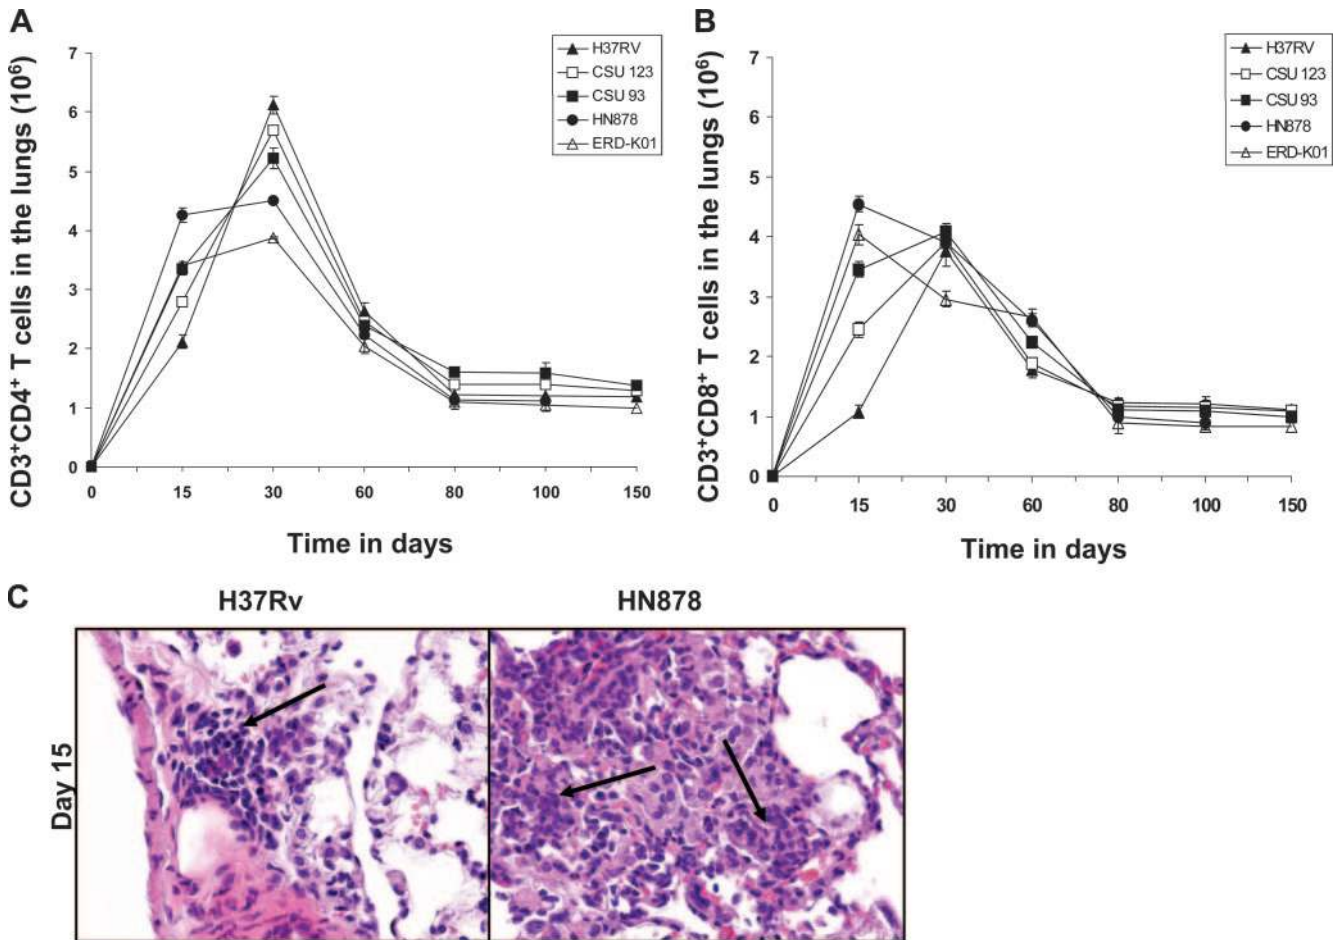 A
CD3⁺CD4⁺ T cells in the lungs (10⁶)
7
6
5
4
3
2
1
0
0 15 30 60 80 100 150
Time in days
H37RV
CSU 123
CSU 93
HN878
ERD-K01
B
CD3⁺CD8⁺ T cells in the lungs (10⁶)
7
6
5
4
3
2
1
0
0 15 30 60 80 100 150
Time in days
H37RV
CSU 123
CSU 93
HN878
ERD-K01
C
H37Rv HN878
Day 15